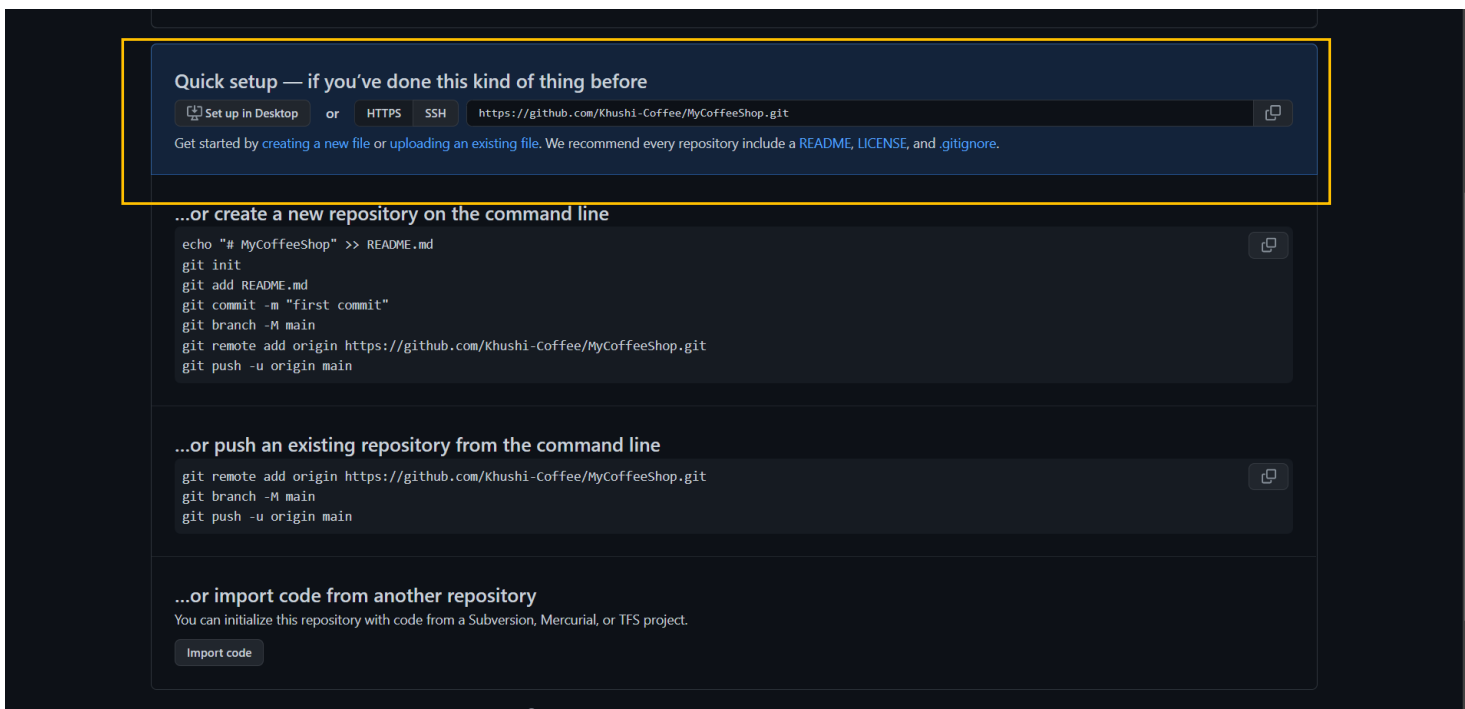 Quick setup — if you've done this kind of thing before
Set up in Desktop or HTTPS SSH https://github.com/Khushi-Coffee/MyCoffeeShop.git
Get started by creating a new file or uploading an existing file. We recommend every repository include a README, LICENSE, and .gitignore.
...or create a new repository on the command line
echo "# MyCoffeeShop" >> README.md
git init
git add README.md
git commit -m "first commit"
git branch -M main
git remote add origin https://github.com/Khushi-Coffee/MyCoffeeShop.git
git push -u origin main
...or push an existing repository from the command line
git remote add origin https://github.com/Khushi-Coffee/MyCoffeeShop.git
git branch -M main
git push -u origin main
...or import code from another repository
You can initialize this repository with code from a Subversion, Mercurial, or TFS project.
Import code